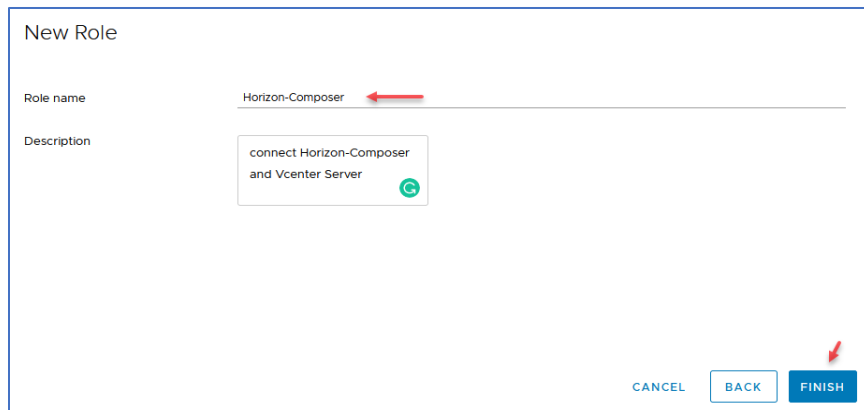 New Role
Role name
Horizon-Composer
Description
connect Horizon-Composer
and Vcenter Server
CANCEL
BACK
FINISH